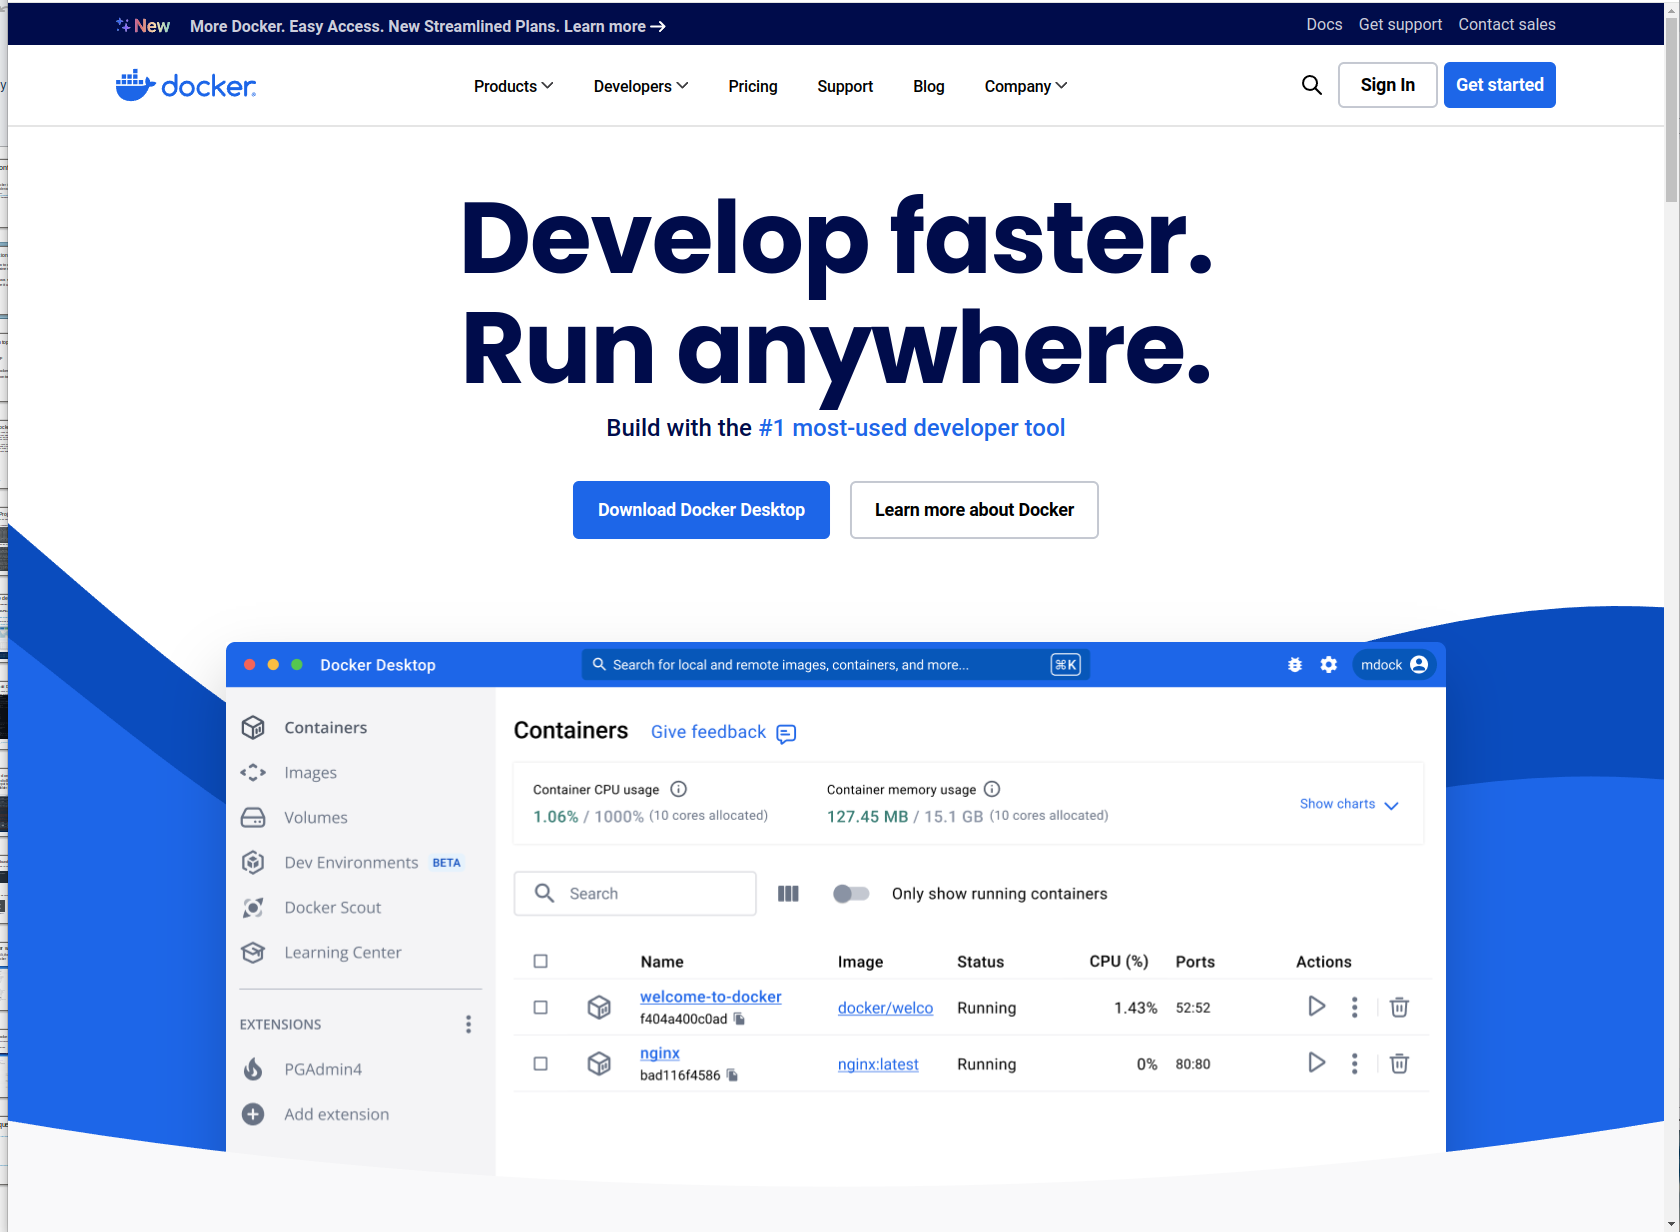 New More Docker. Easy Access. New Streamlined Plans. Learn more →
Docs Get support Contact sales
docker
Products Developers Pricing Support Blog Company
Sign In Get started
Develop faster.
Run anywhere.
Build with the #1 most-used developer tool
Download Docker Desktop Learn more about Docker
Docker Desktop
Search for local and remote images, containers, and more... ⌘K
mdock
Containers
Images
Volumes
Dev Environments BETA
Docker Scout
Learning Center
EXTENSIONS
PGAdmin4
Add extension
Containers Give feedback
Container CPU usage
1.06% / 1000% (10 cores allocated)
Container memory usage
127.45 MB / 15.1 GB (10 cores allocated)
Show charts
Search
Only show running containers
Name Image Status CPU (%) Ports Actions
welcome-to-docker
f404a400c0ad
docker/welco Running 1.43% 52:52
nginx
bad116f4586
nginx:latest Running 0% 80:80